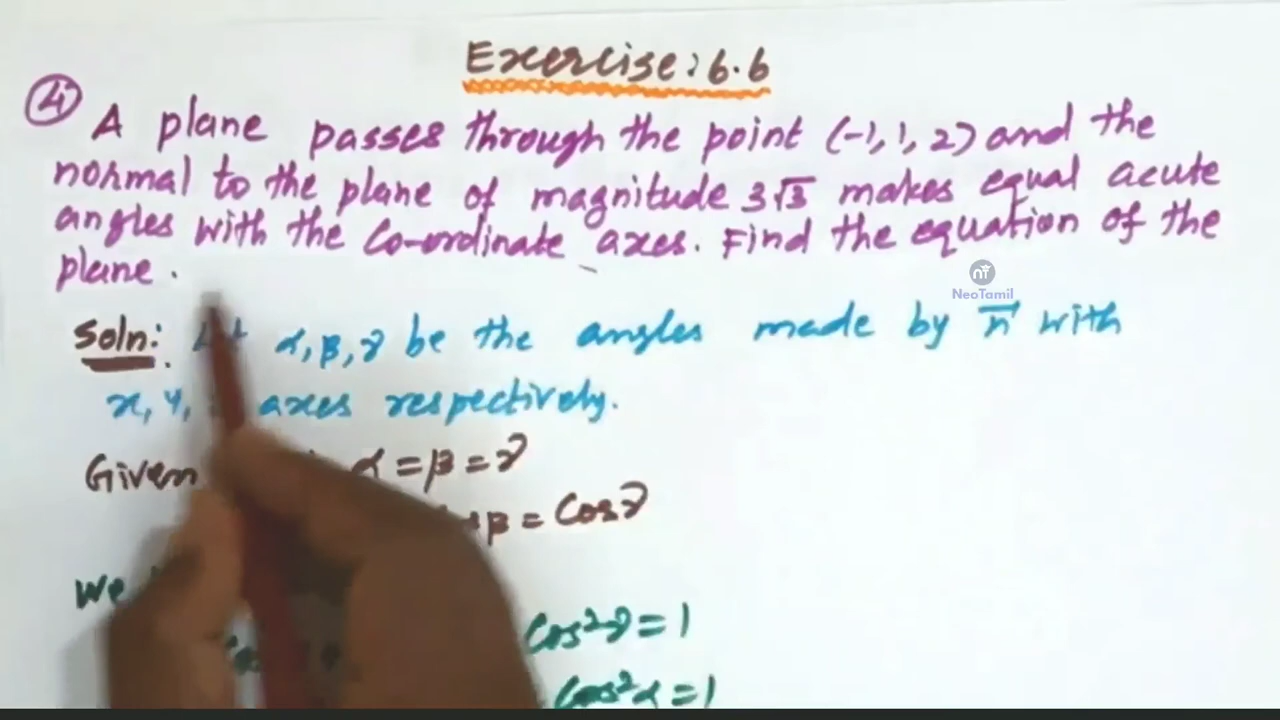 Exercise: 6.6
④ A plane passes through the point (-1, 1, 2) and the
normal to the plane of magnitude 3√3 makes equal acute
angles with the Co-ordinate axes. Find the equation of the
plane.
NeoTamil
Soln: α, β, γ be the angles made by n⃗ with
x, y, axes respectively.
Given α = β = γ
β = Cosγ
We
Cos²γ = 1
Cos²α = 1